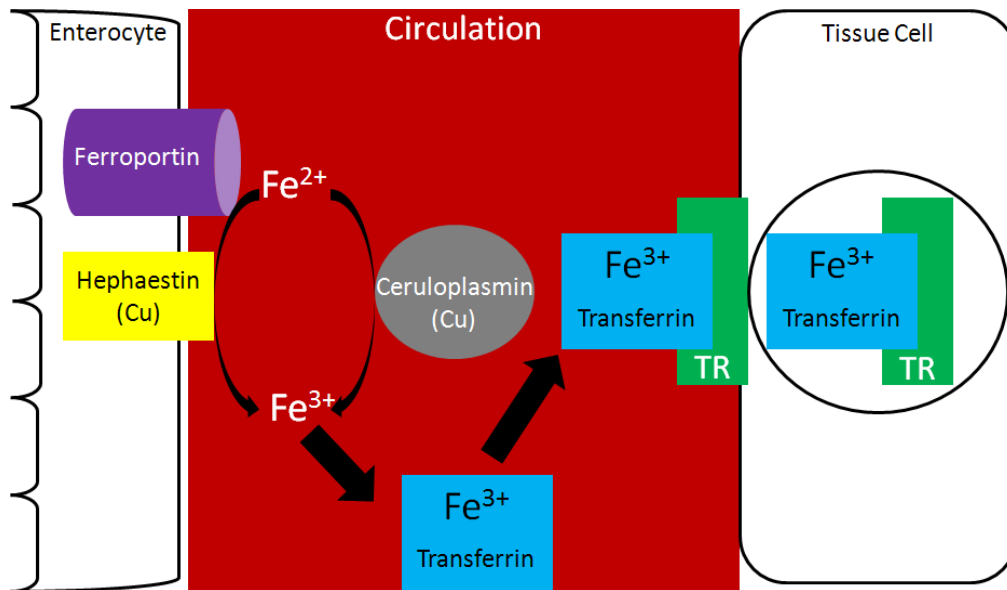 Enterocyte
Circulation
Tissue Cell
Ferroportin
Fe²⁺
Hephaestin
(Cu)
Ceruloplasmin
(Cu)
Fe³⁺
Transferrin
TR
Fe³⁺
Transferrin
TR
Fe³⁺
Fe³⁺
Transferrin